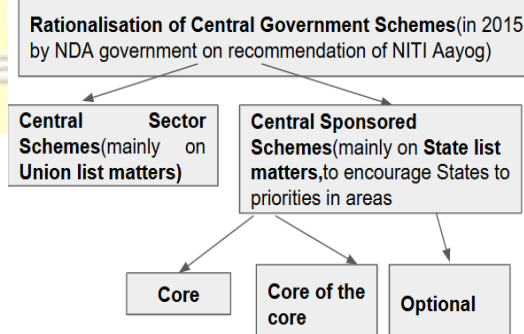 Rationalisation of Central Government Schemes(in 2015
by NDA government on recommendation of NITI Aayog)
Central Sector
Schemes(mainly on
Union list matters)
Central Sponsored
Schemes(mainly on State list
matters,to encourage States to
priorities in areas
Core
Core of the
core
Optional